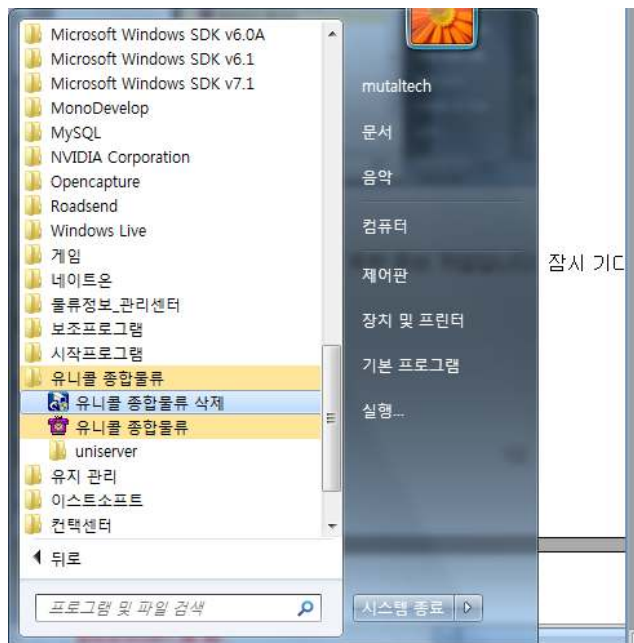 Microsoft Windows SDK v6.0A
Microsoft Windows SDK v6.1
Microsoft Windows SDK v7.1
MonoDevelop
MySQL
NVIDIA Corporation
Opencapture
Roadsend
Windows Live
게임
네이트온
물류정보_관리센터
보조프로그램
시작프로그램
유니콜 종합물류
유니콜 종합물류 삭제
유니콜 종합물류
uniserver
유지 관리
이스트소프트
컨택센터
뒤로
프로그램 및 파일 검색
mutaltech
문서
음악
컴퓨터
제어판
장치 및 프린터
기본 프로그램
실행...
시스템 종료
잠시 기다